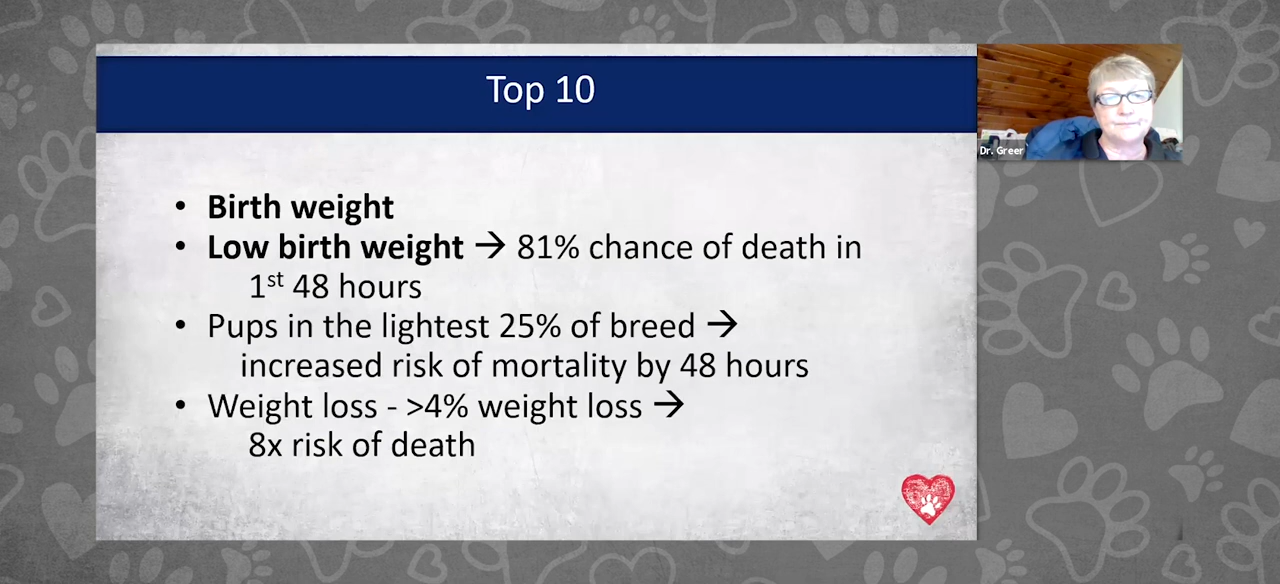 Top 10
• Birth weight
• Low birth weight → 81% chance of death in
1st 48 hours
• Pups in the lightest 25% of breed →
increased risk of mortality by 48 hours
• Weight loss - >4% weight loss →
8x risk of death
Dr. Greer